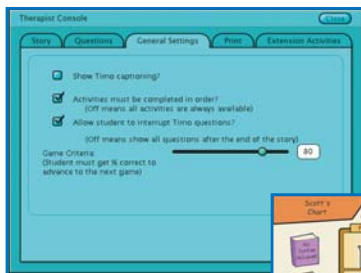 Therapist Console
Close
Story
Questions
General Settings
Print
Extension Activities
Show Timo captioning?
Activities must be completed in order?
(Off means all activities are always available)
Allow student to interrupt Timo questions?
(Off means show all questions after the end of the story)
Game Criteria:
(Student must get % correct to
advance to the next game)
80
Scott's
Chart